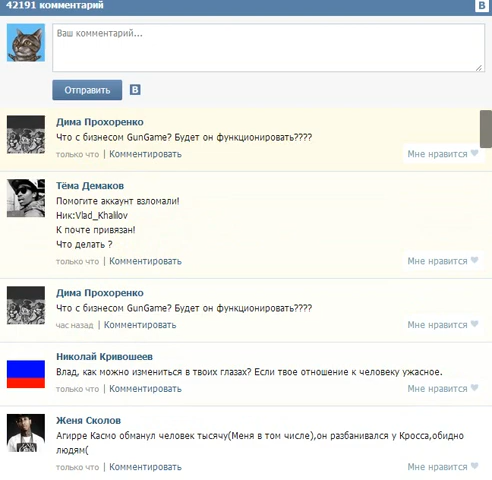 42191 комментарий
B
Ваш комментарий...
Отправить B
Дима Прохоренко
Что с бизнесом GunGame? Будет он функционировать????
только что | Комментировать Мне нравится
Тёма Демаков
Помогите аккаунт взломали!
Ник:Vlad_Khalilov
К почте привязан!
Что делать ?
только что | Комментировать Мне нравится
Дима Прохоренко
Что с бизнесом GunGame? Будет он функционировать????
час назад | Комментировать Мне нравится
Николай Кривошеев
Влад, как можно измениться в твоих глазах? Если твое отношение к человеку ужасное.
только что | Комментировать Мне нравится
Женя Сколов
Агирре Касмо обманул человек тысячу(Меня в том числе),он разбанивался у Кросса,обидно
людям(
только что | Комментировать Мне нравится